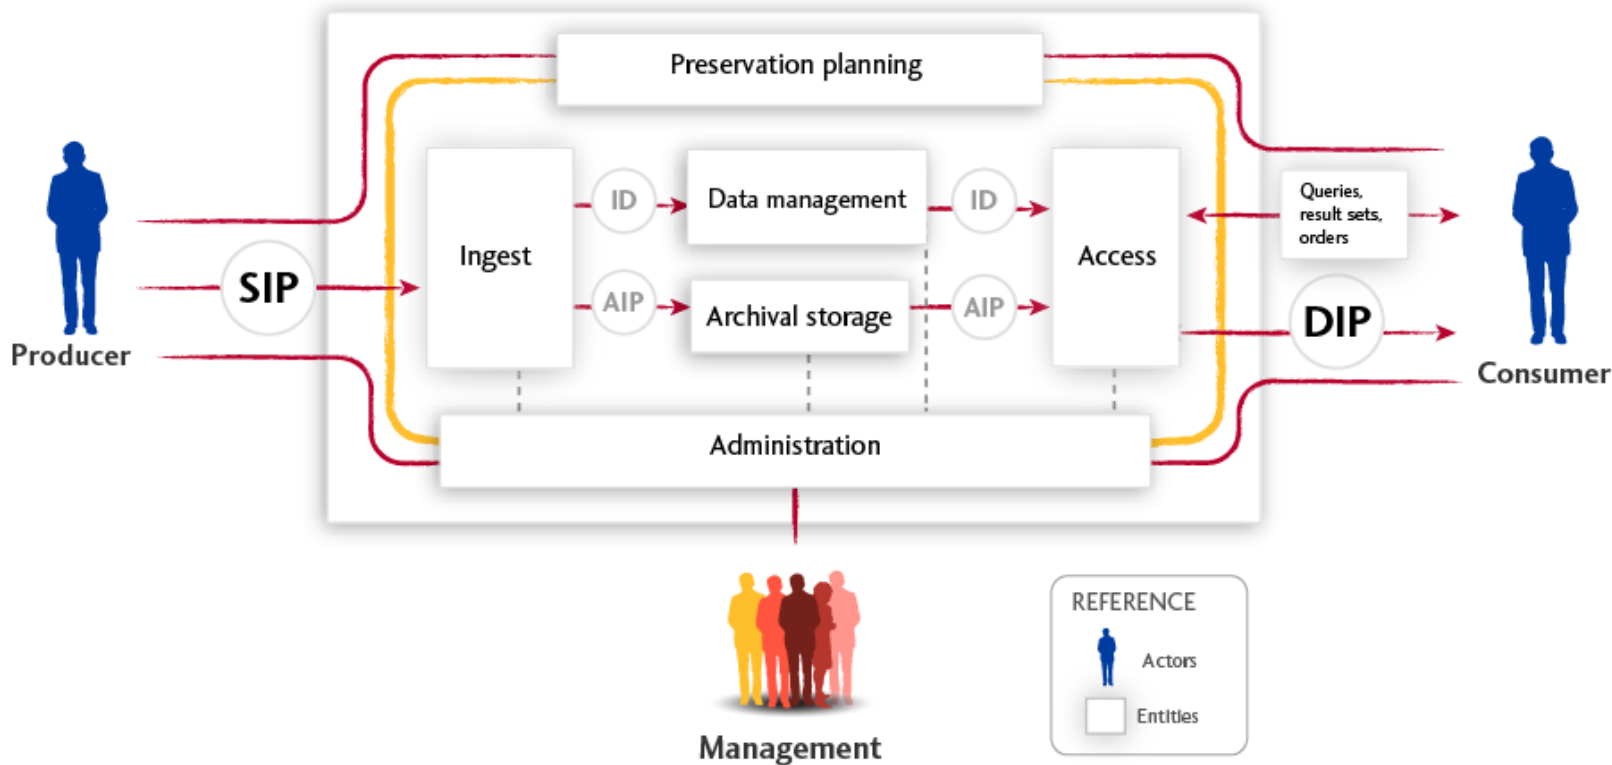 Preservation planning
ID
Data management
ID
Queries,
result sets,
orders
Ingest
Access
SIP
AIP
Archival storage
AIP
DIP
Producer
Consumer
Administration
REFERENCE
Actors
Entities
Management